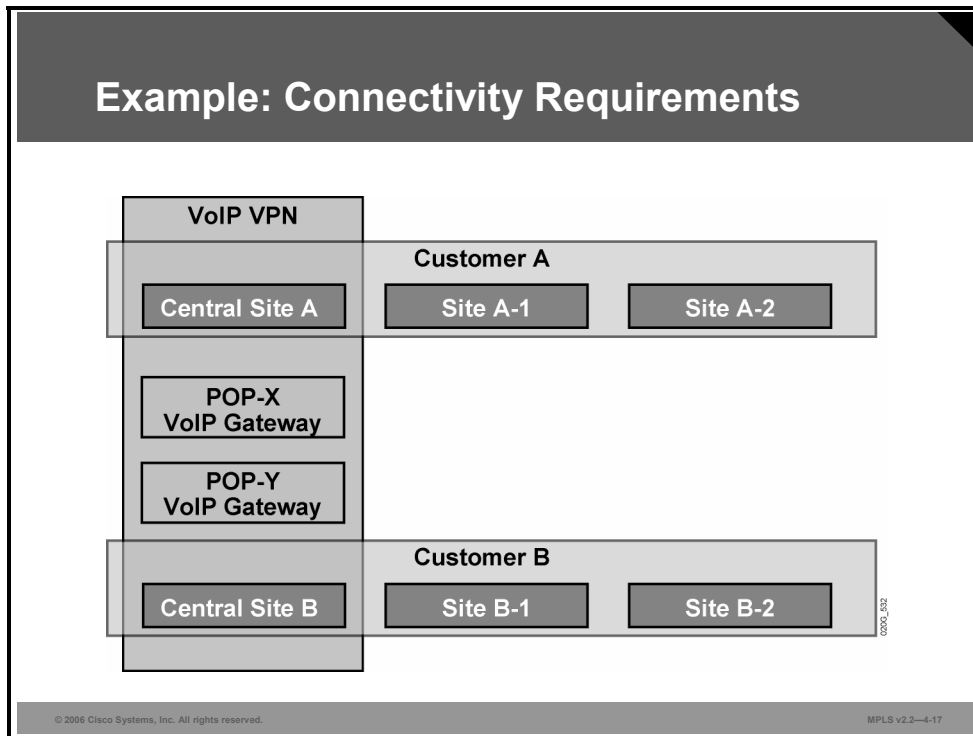 Example: Connectivity Requirements
VoIP VPN
Customer A
Central Site A
Site A-1
Site A-2
POP-X
VoIP Gateway
POP-Y
VoIP Gateway
Customer B
Central Site B
Site B-1
Site B-2
020G_532
© 2006 Cisco Systems, Inc. All rights reserved.
MPLS v2.2—4-17